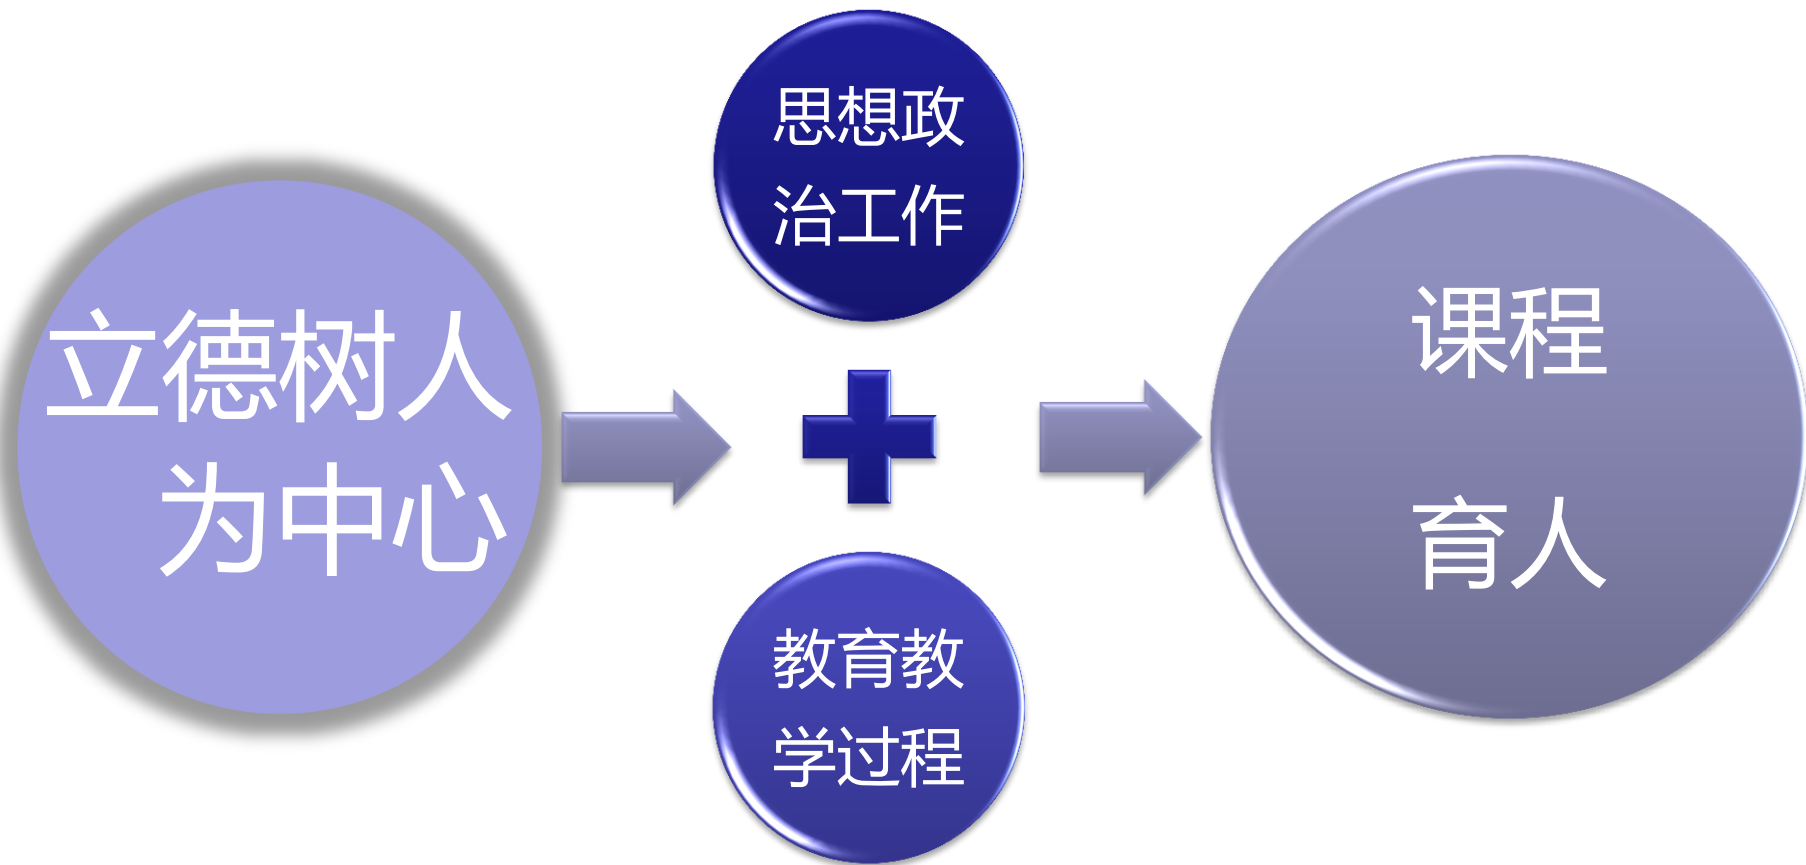 立德树人
为中心
思想政
治工作
教育教
学过程
课程
育人